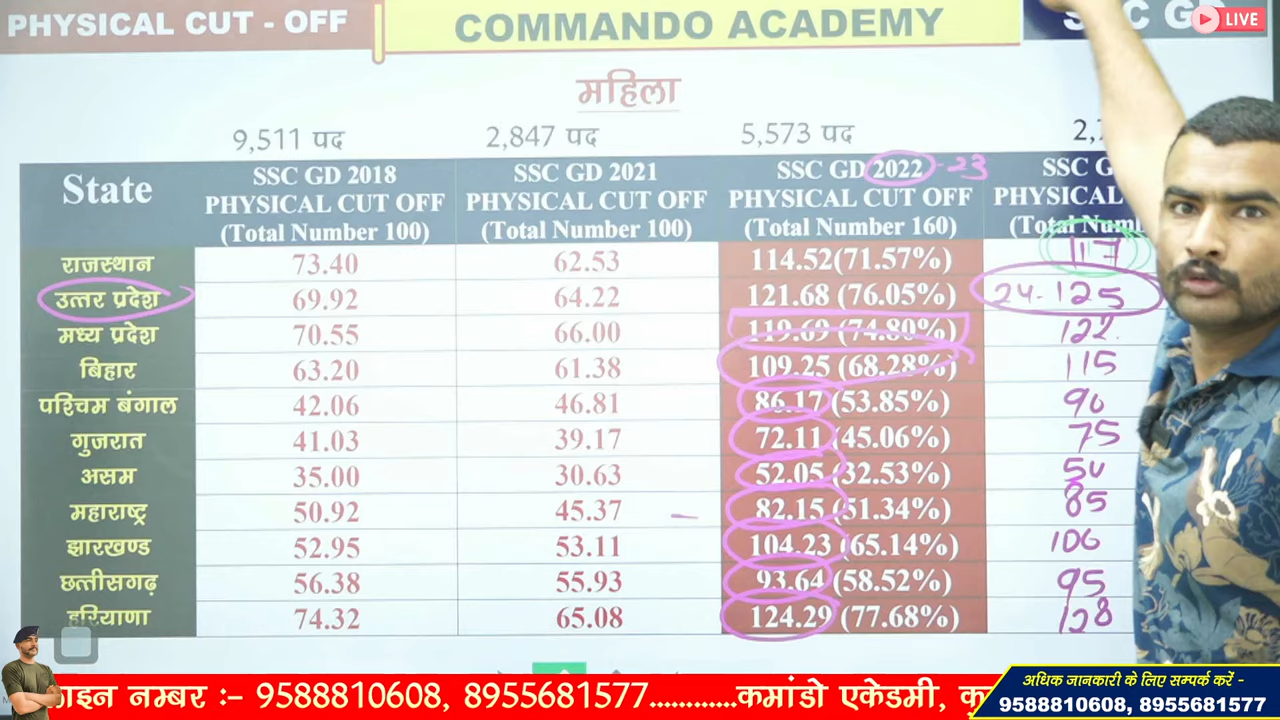 PHYSICAL CUT - OFF
COMMANDO ACADEMY
SSC G
LIVE
महिला
9,511 पद 2,847 पद 5,573 पद
State SSC GD 2018 PHYSICAL CUT OFF (Total Number 100) SSC GD 2021 PHYSICAL CUT OFF (Total Number 100) SSC GD 2022 - 23 PHYSICAL CUT OFF (Total Number 160) PHYSICAL (Total
राजस्थान 73.40 62.53 114.52(71.57%) 117
उत्तर प्रदेश 69.92 64.22 121.68 (76.05%) 24-125
मध्य प्रदेश 70.55 66.00 119.69 (74.80%) 122
बिहार 63.20 61.38 109.25 (68.28%) 115
पश्चिम बंगाल 42.06 46.81 86.17 (53.85%) 90
गुजरात 41.03 39.17 72.11 (45.06%) 75
असम 35.00 30.63 52.05 (32.53%) 50
महाराष्ट्र 50.92 45.37 82.15 (51.34%) 85
झारखण्ड 52.95 53.11 104.23 (65.14%) 106
छत्तीसगढ़ 56.38 55.93 93.64 (58.52%) 95
हरियाणा 74.32 65.08 124.29 (77.68%) 128
लाइन नम्बर :- 9588810608, 8955681577............कमांडो एकेडमी,
अधिक जानकारी के लिए सम्पर्क करें -
9588810608, 8955681577